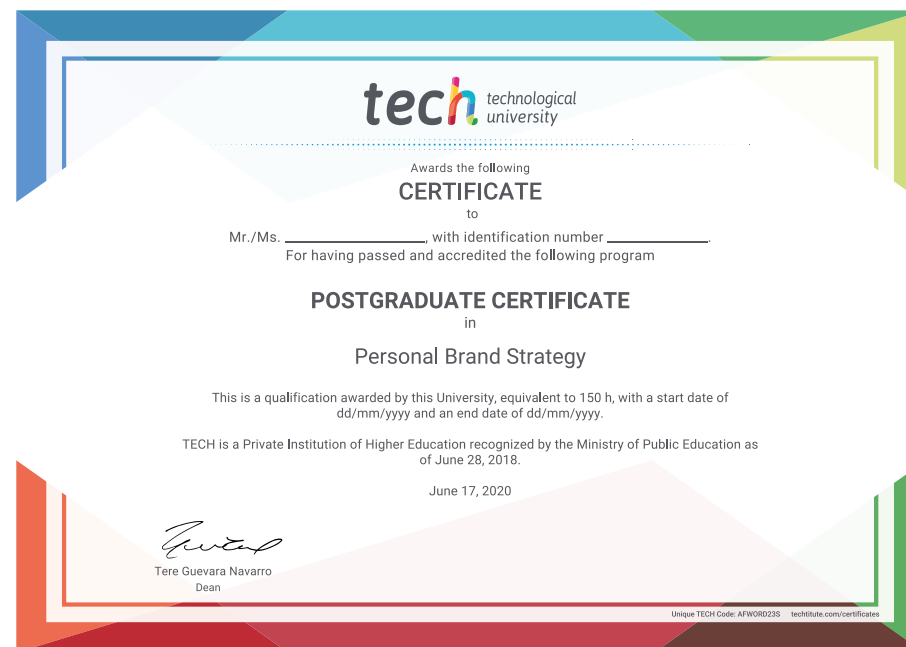 tech technological
university
Awards the following
CERTIFICATE
to
Mr./Ms. ____________________, with identification number ______________.
For having passed and accredited the following program
POSTGRADUATE CERTIFICATE
in
Personal Brand Strategy
This is a qualification awarded by this University, equivalent to 150 h, with a start date of
dd/mm/yyyy and an end date of dd/mm/yyyy.
TECH is a Private Institution of Higher Education recognized by the Ministry of Public Education as
of June 28, 2018.
June 17, 2020
Tere Guevara Navarro
Dean
Unique TECH Code: AFWORD23S techtitute.com/certificates